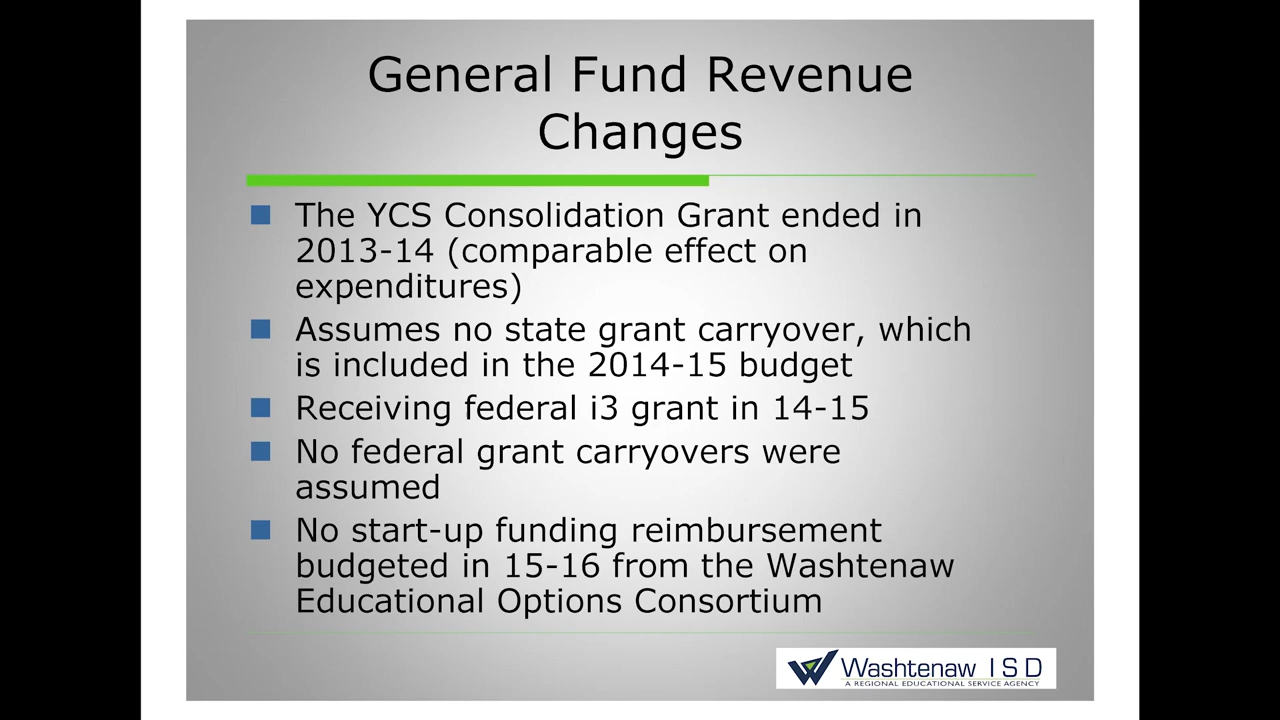 General Fund Revenue
Changes
The YCS Consolidation Grant ended in
2013-14 (comparable effect on
expenditures)
Assumes no state grant carryover, which
is included in the 2014-15 budget
Receiving federal i3 grant in 14-15
No federal grant carryovers were
assumed
No start-up funding reimbursement
budgeted in 15-16 from the Washtenaw
Educational Options Consortium
Washtenaw ISD
A REGIONAL EDUCATIONAL SERVICE AGENCY